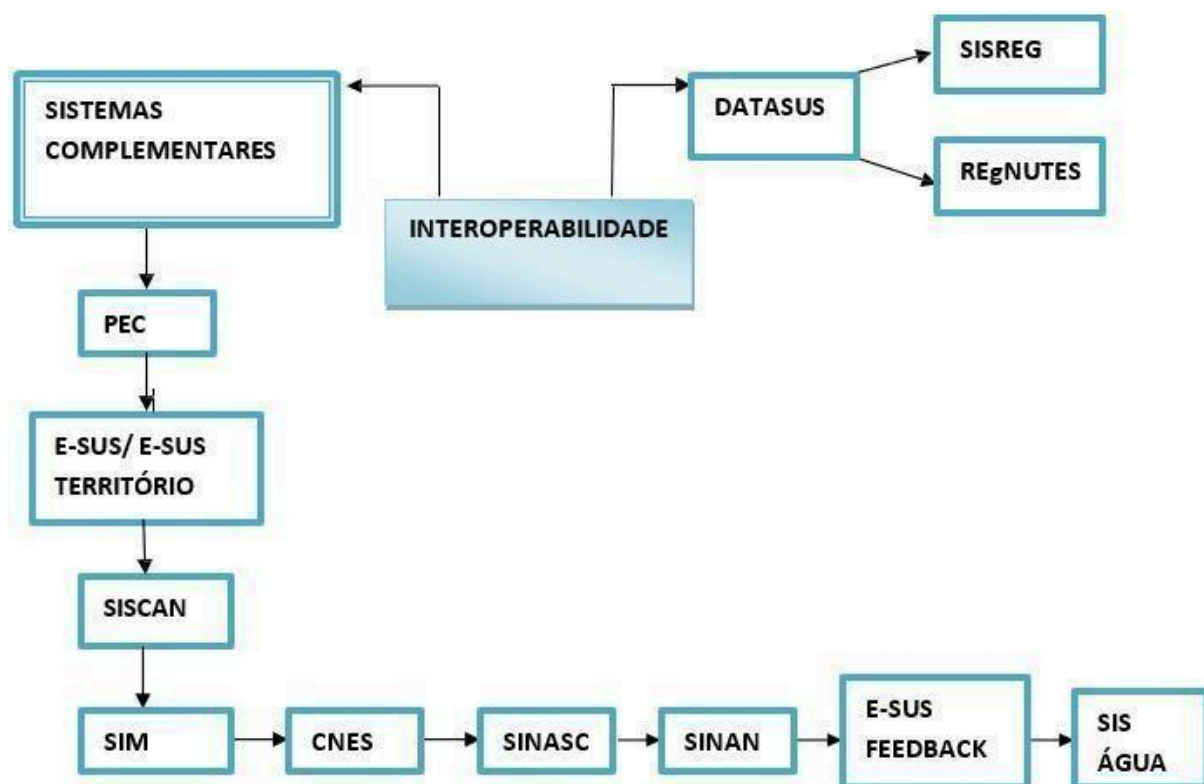 SISTEMAS
COMPLEMENTARES
INTEROPERABILIDADE
DATASUS
SISREG
REgNUTES
PEC
E-SUS/ E-SUS
TERRITÓRIO
SISCAN
SIM
CNES
SINASC
SINAN
E-SUS
FEEDBACK
SIS
ÁGUA